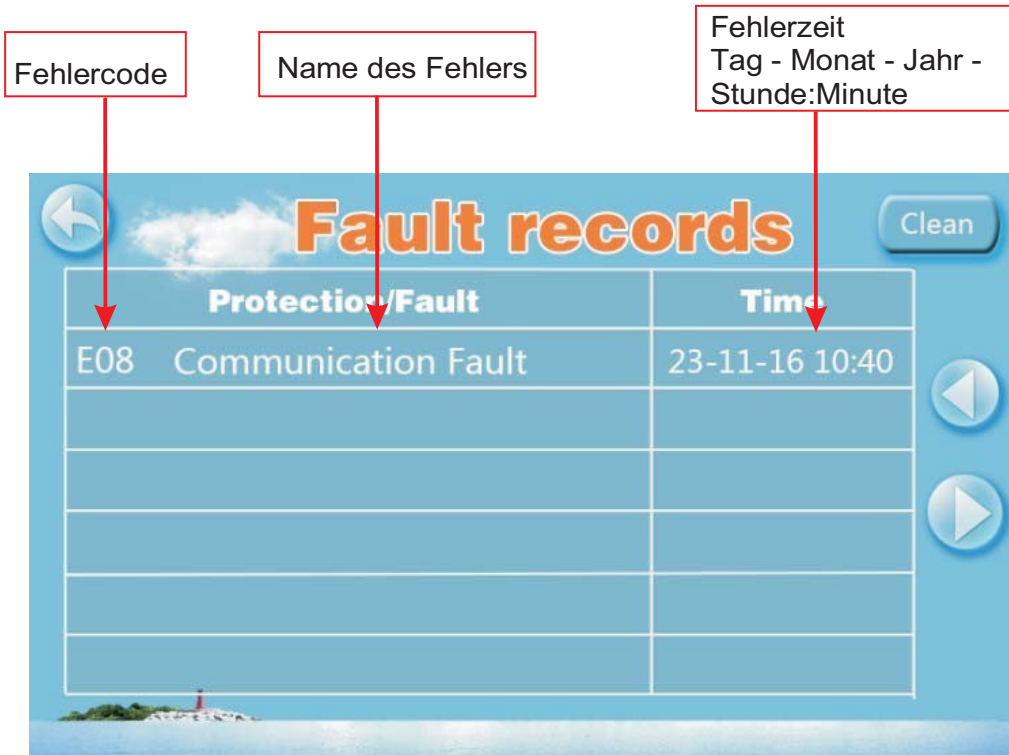 Fehlercode
Name des Fehlers
Fehlerzeit
Tag - Monat - Jahr -
Stunde:Minute
Fault records
Clean
Protection/Fault
Time
E08
Communication Fault
23-11-16 10:40